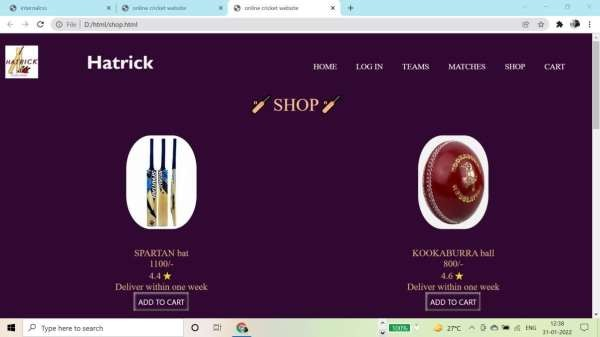 internalcss
online cricket website
online cricket website
File | D:/html/shop.html
HATRICK
Hatrick
HOME LOG IN TEAMS MATCHES SHOP CART
SHOP
SPARTAN bat
1100/-
4.4
Deliver within one week
ADD TO CART
KOOKABURRA ball
800/-
4.6
Deliver within one week
ADD TO CART
Type here to search
100%
27°C
ENG
12:38
31-01-2022